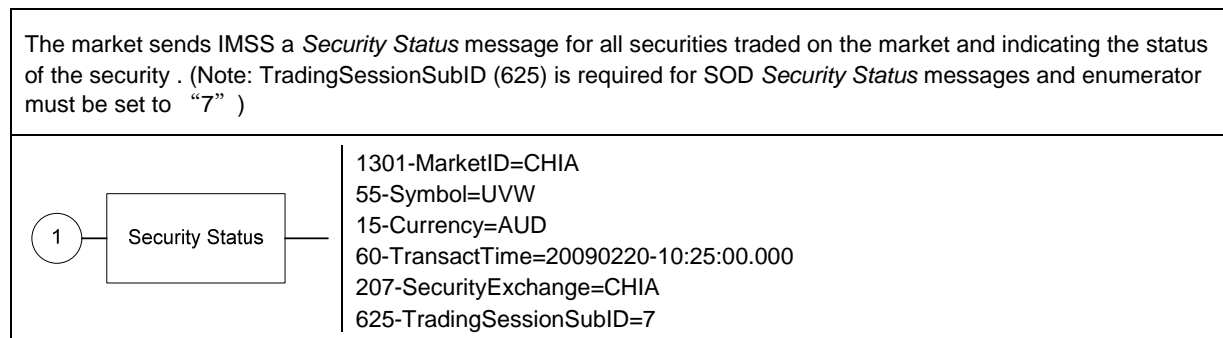 The market sends IMSS a Security Status message for all securities traded on the market and indicating the status
of the security . (Note: TradingSessionSubID (625) is required for SOD Security Status messages and enumerator
must be set to “7” )
1
Security Status
1301-MarketID=CHIA
55-Symbol=UVW
15-Currency=AUD
60-TransactTime=20090220-10:25:00.000
207-SecurityExchange=CHIA
625-TradingSessionSubID=7